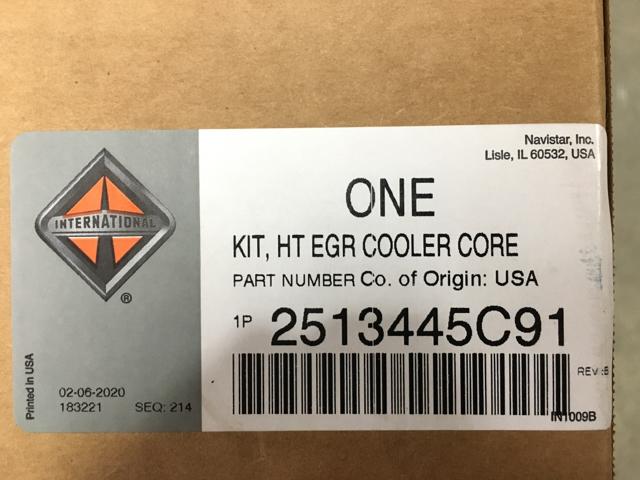 Navistar, Inc.
Lisle, IL 60532, USA
ONE
INTERNATIONAL
®
KIT, HT EGR COOLER CORE
PART NUMBER Co. of Origin: USA
1P 2513445C91
REV:5
Printed in USA
02-06-2020
183221 SEQ: 214
INT009B